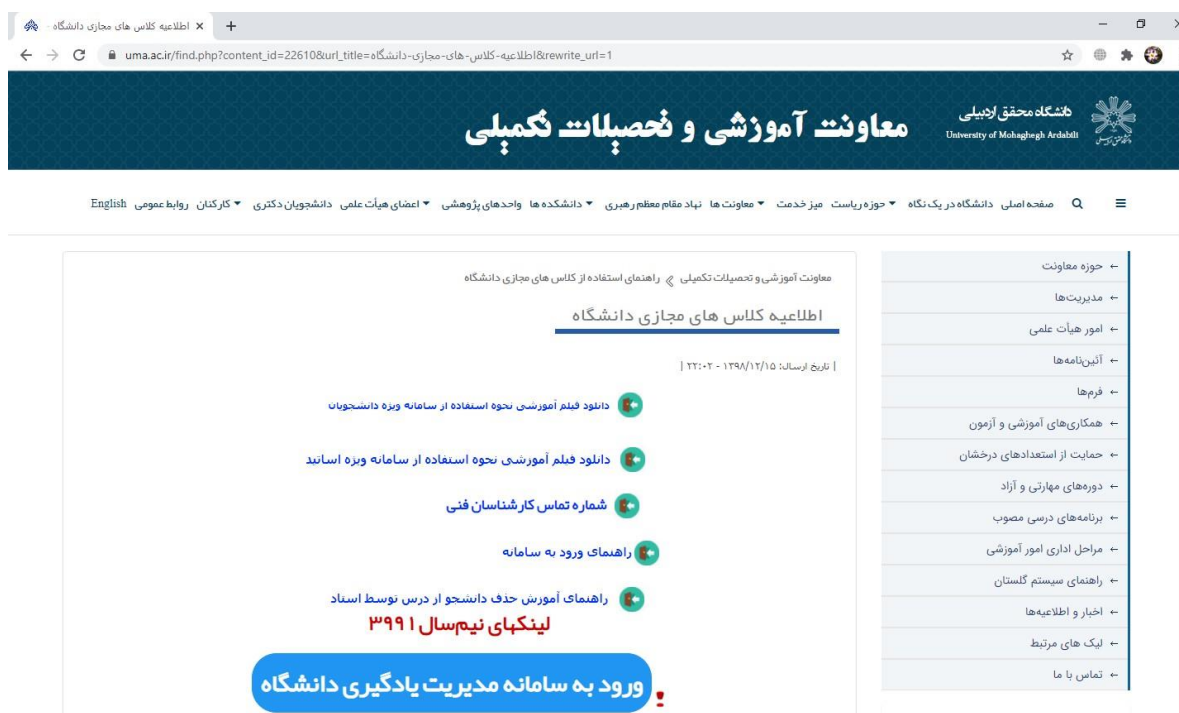 اطلاعیه کلاس های مجازی دانشگاه -
uma.ac.ir/find.php?content_id=22610&url_title=اطلاعیه-کلاس-های-مجازی-دانشگاه&rewrite_url=1
دانشگاه محقق اردبیلی
University of Mohaghegh Ardabili
معاونت آموزشی و تحصیلات تکمیلی
صفحه اصلی دانشگاه در یک نگاه حوزه ریاست میز خدمت معاونت ها نهاد مقام معظم رهبری دانشکده ها واحدهای پژوهشی اعضای هیأت علمی دانشجویان دکتری کارکنان روابط عمومی English
حوزه معاونت
مدیریت‌ها
امور هیأت علمی
آئین‌نامه‌ها
فرم‌ها
همکاری‌های آموزشی و آزمون
حمایت از استعدادهای درخشان
دوره‌های مهارتی و آزاد
برنامه‌های درسی مصوب
مراحل اداری امور آموزشی
راهنمای سیستم گلستان
اخبار و اطلاعیه‌ها
لیک های مرتبط
تماس با ما
معاونت آموزشی و تحصیلات تکمیلی 》 راهنمای استفاده از کلاس های مجازی دانشگاه
اطلاعیه کلاس های مجازی دانشگاه
| تاریخ ارسال: ۱۳۹۸/۱۲/۱۵ - ۲۲:۰۲ |
دانلود فیلم آموزشی نحوه استفاده از سامانه ویژه دانشجویان
دانلود فیلم آموزشی نحوه استفاده از سامانه ویژه اساتید
شماره تماس کارشناسان فنی
راهنمای ورود به سامانه
راهنمای آموزش حذف دانشجو از درس توسط استاد
لینکهای نیم‌سال ۳۹۹۱
ورود به سامانه مدیریت یادگیری دانشگاه
!